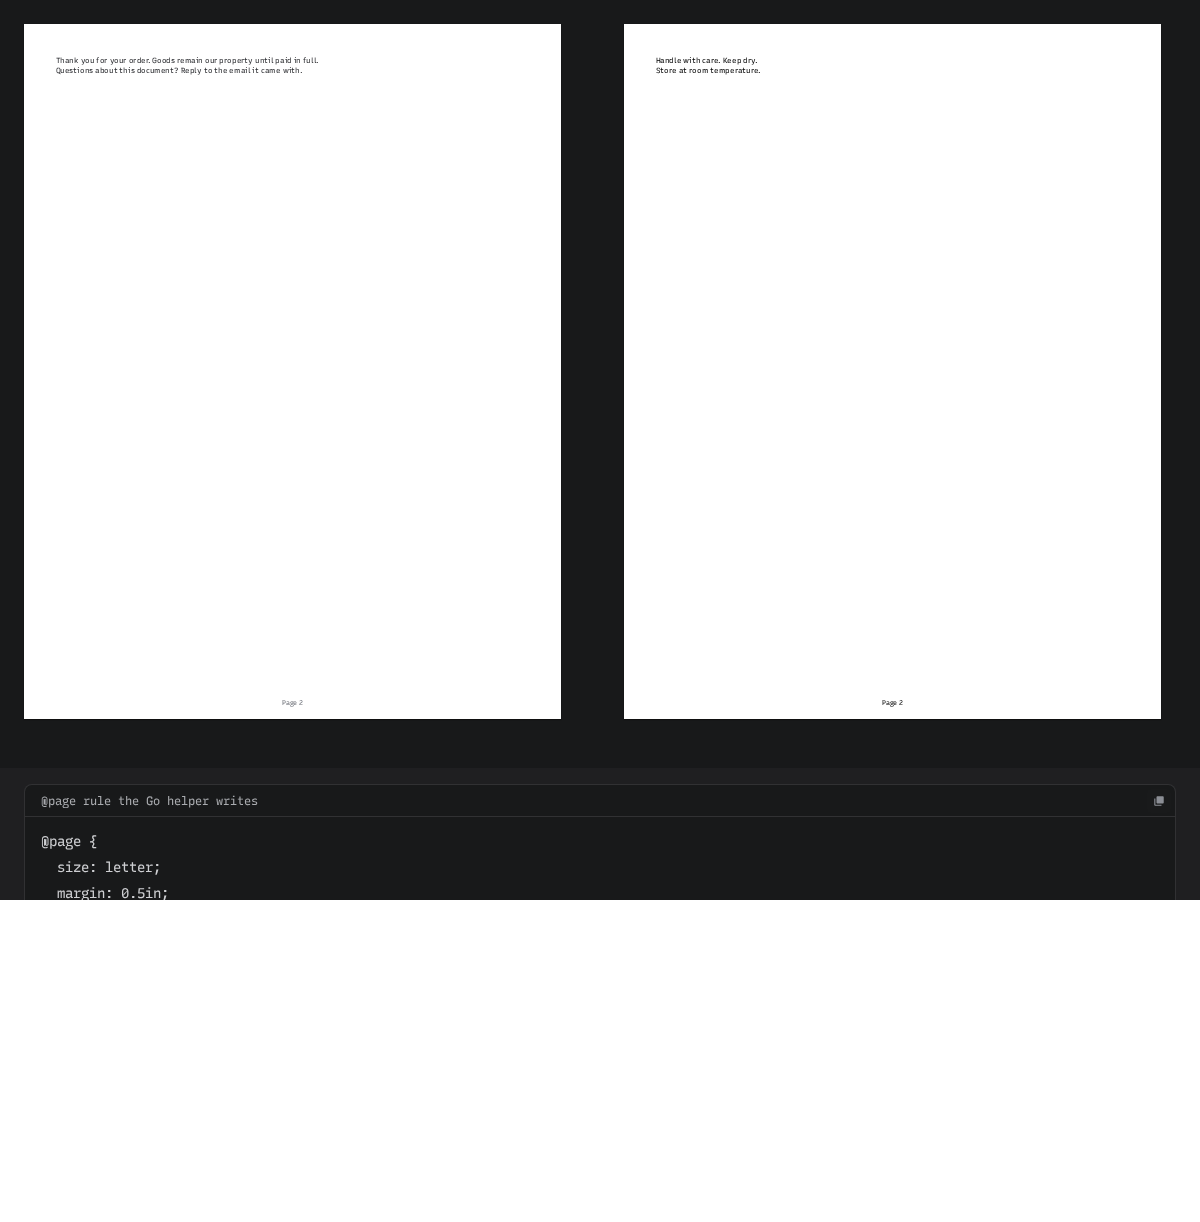 Thank you for your order. Goods remain our property until paid in full.
Questions about this document? Reply to the email it came with.
Page 2
Handle with care. Keep dry.
Store at room temperature.
Page 2
@page rule the Go helper writes
@page {
size: letter;
margin: 0.5in;